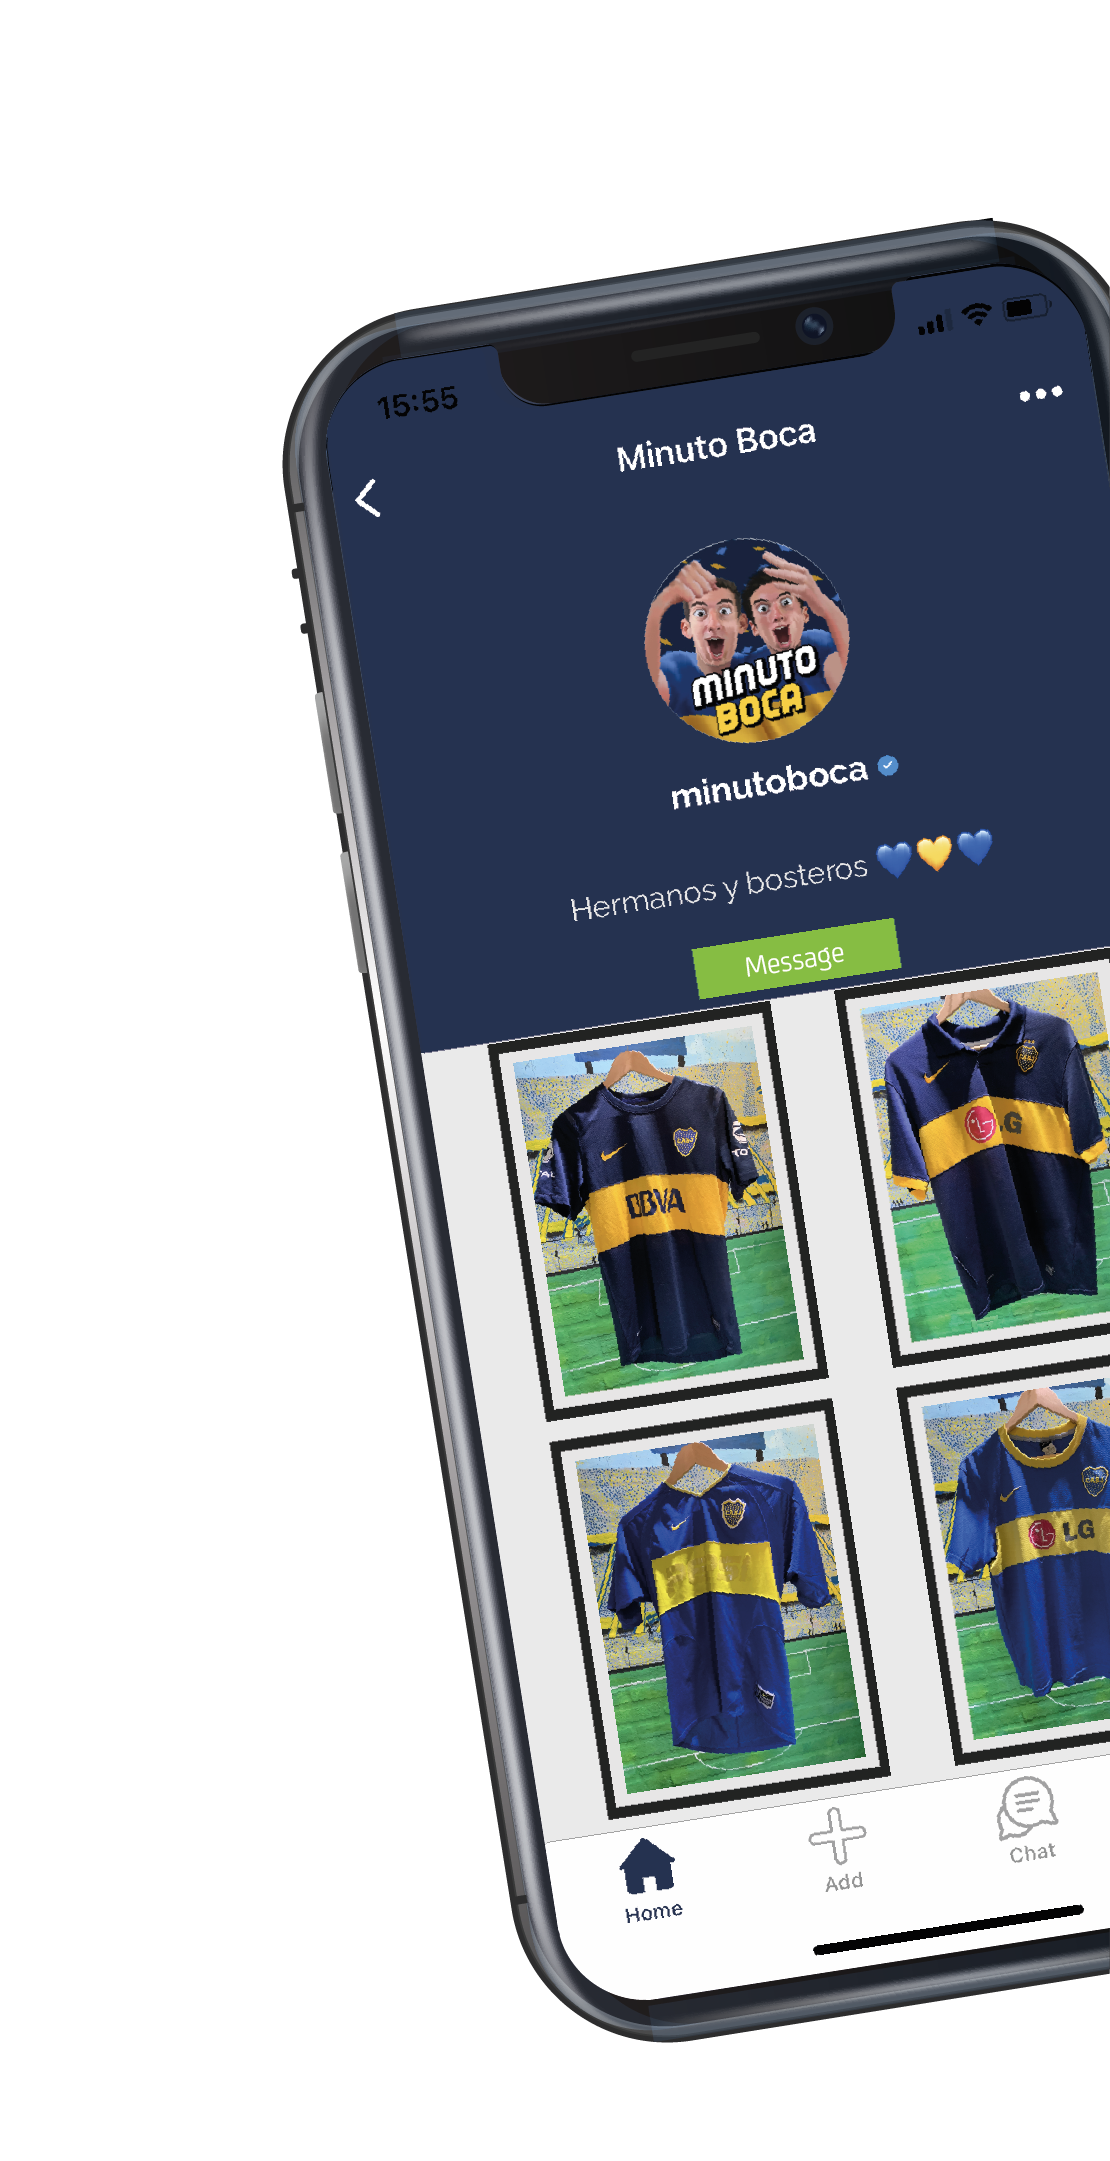 15:55
Minuto Boca
MINUTO
BOCA
minutoboca
Hermanos y bosteros 💙💛💙
Message
BBVA
LG
LG
Home
Add
Chat